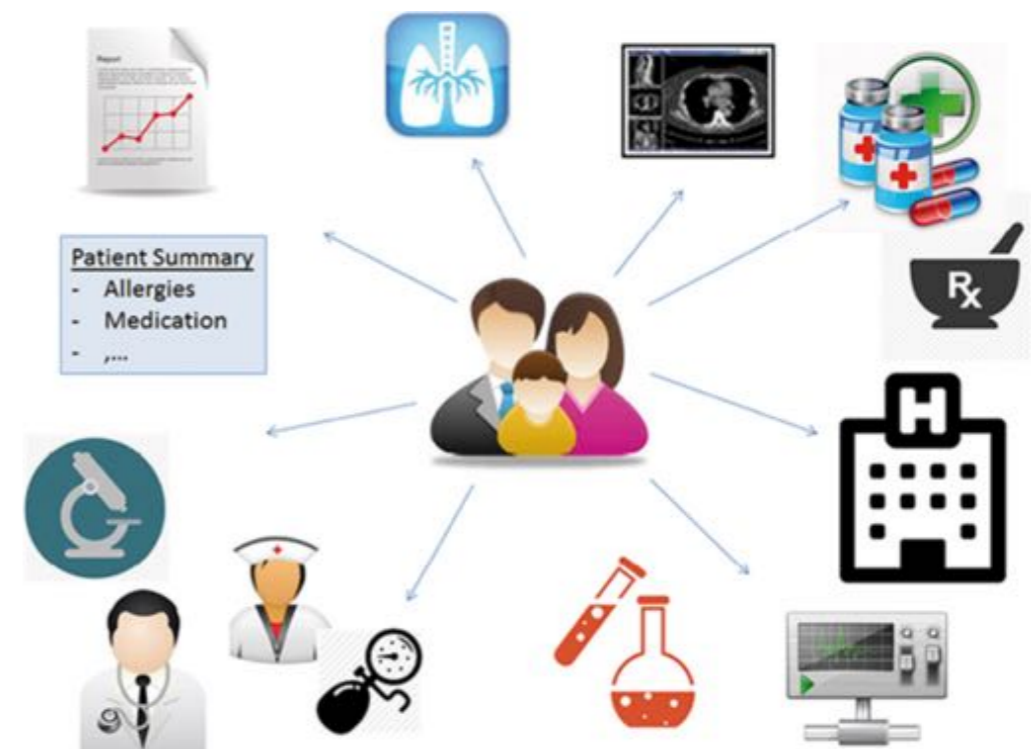 Report
Patient Summary
- Allergies
- Medication
- ,...
Rx
H